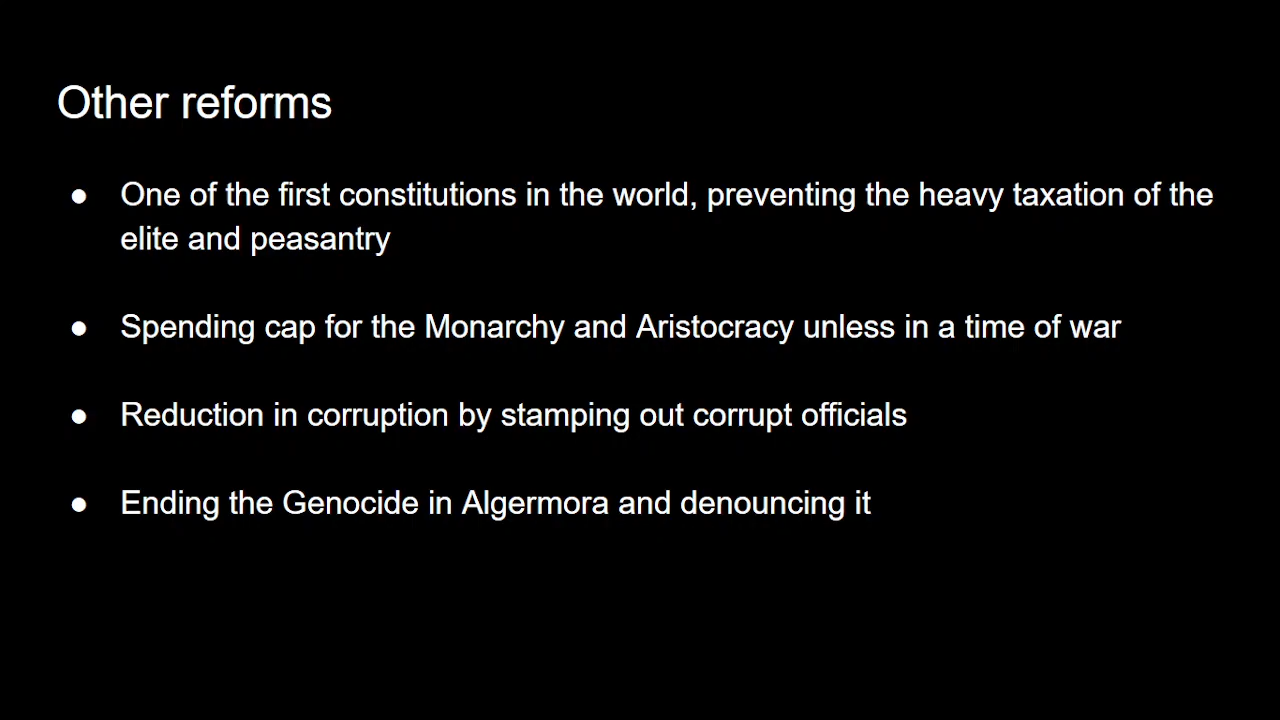 Other reforms
● One of the first constitutions in the world, preventing the heavy taxation of the
elite and peasantry
● Spending cap for the Monarchy and Aristocracy unless in a time of war
● Reduction in corruption by stamping out corrupt officials
● Ending the Genocide in Algermora and denouncing it